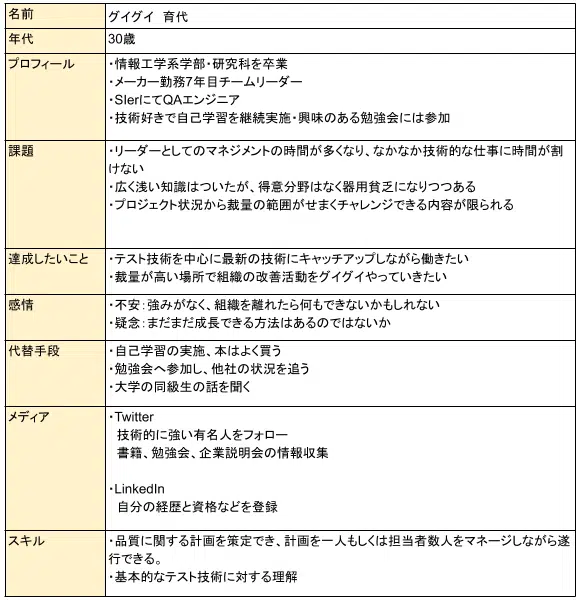 名前 グイグイ 育代
年代 30歳
プロフィール ・情報工学系学部・研究科を卒業
・メーカー勤務7年目チームリーダー
・SIerにてQAエンジニア
・技術好きで自己学習を継続実施・興味のある勉強会には参加
課題 ・リーダーとしてのマネジメントの時間が多くなり、なかなか技術的な仕事に時間が割
けない
・広く浅い知識はついたが、得意分野はなく器用貧乏になりつつある
・プロジェクト状況から裁量の範囲がせまくチャレンジできる内容が限られる
達成したいこと ・テスト技術を中心に最新の技術にキャッチアップしながら働きたい
・裁量が高い場所で組織の改善活動をグイグイやっていきたい
感情 ・不安：強みがなく、組織を離れたら何もできないかもしれない
・疑念：まだまだ成長できる方法はあるのではないか
代替手段 ・自己学習の実施、本はよく買う
・勉強会へ参加し、他社の状況を追う
・大学の同級生の話を聞く
メディア ・Twitter
技術的に強い有名人をフォロー
書籍、勉強会、企業説明会の情報収集
・LinkedIn
自分の経歴と資格などを登録
スキル ・品質に関する計画を策定でき、計画を一人もしくは担当者数人をマネージしながら遂
行できる。
・基本的なテスト技術に対する理解